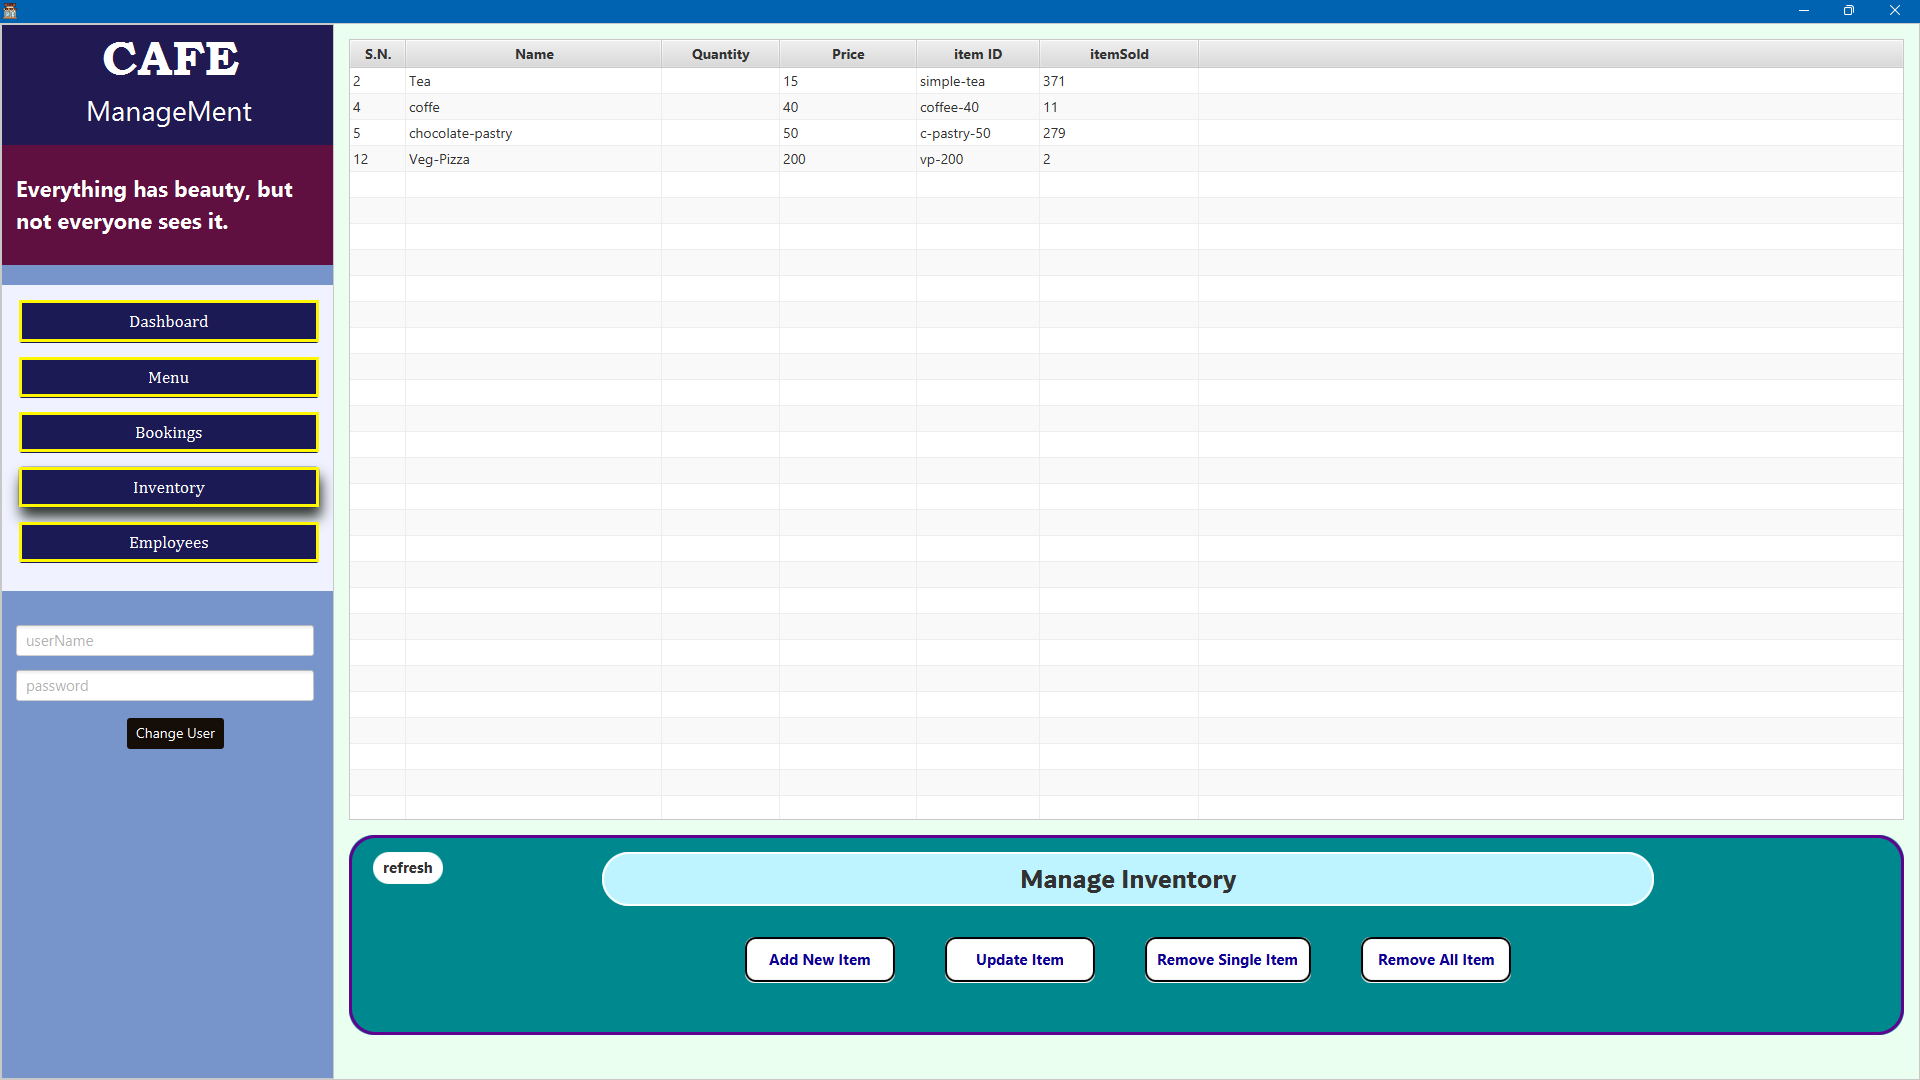 CAFE
ManageMent
Everything has beauty, but
not everyone sees it.
Dashboard
Menu
Bookings
Inventory
Employees
userName
password
Change User
S.N. Name Quantity Price item ID itemSold
2 Tea 15 simple-tea 371
4 coffe 40 coffee-40 11
5 chocolate-pastry 50 c-pastry-50 279
12 Veg-Pizza 200 vp-200 2
refresh
Manage Inventory
Add New Item Update Item Remove Single Item Remove All Item